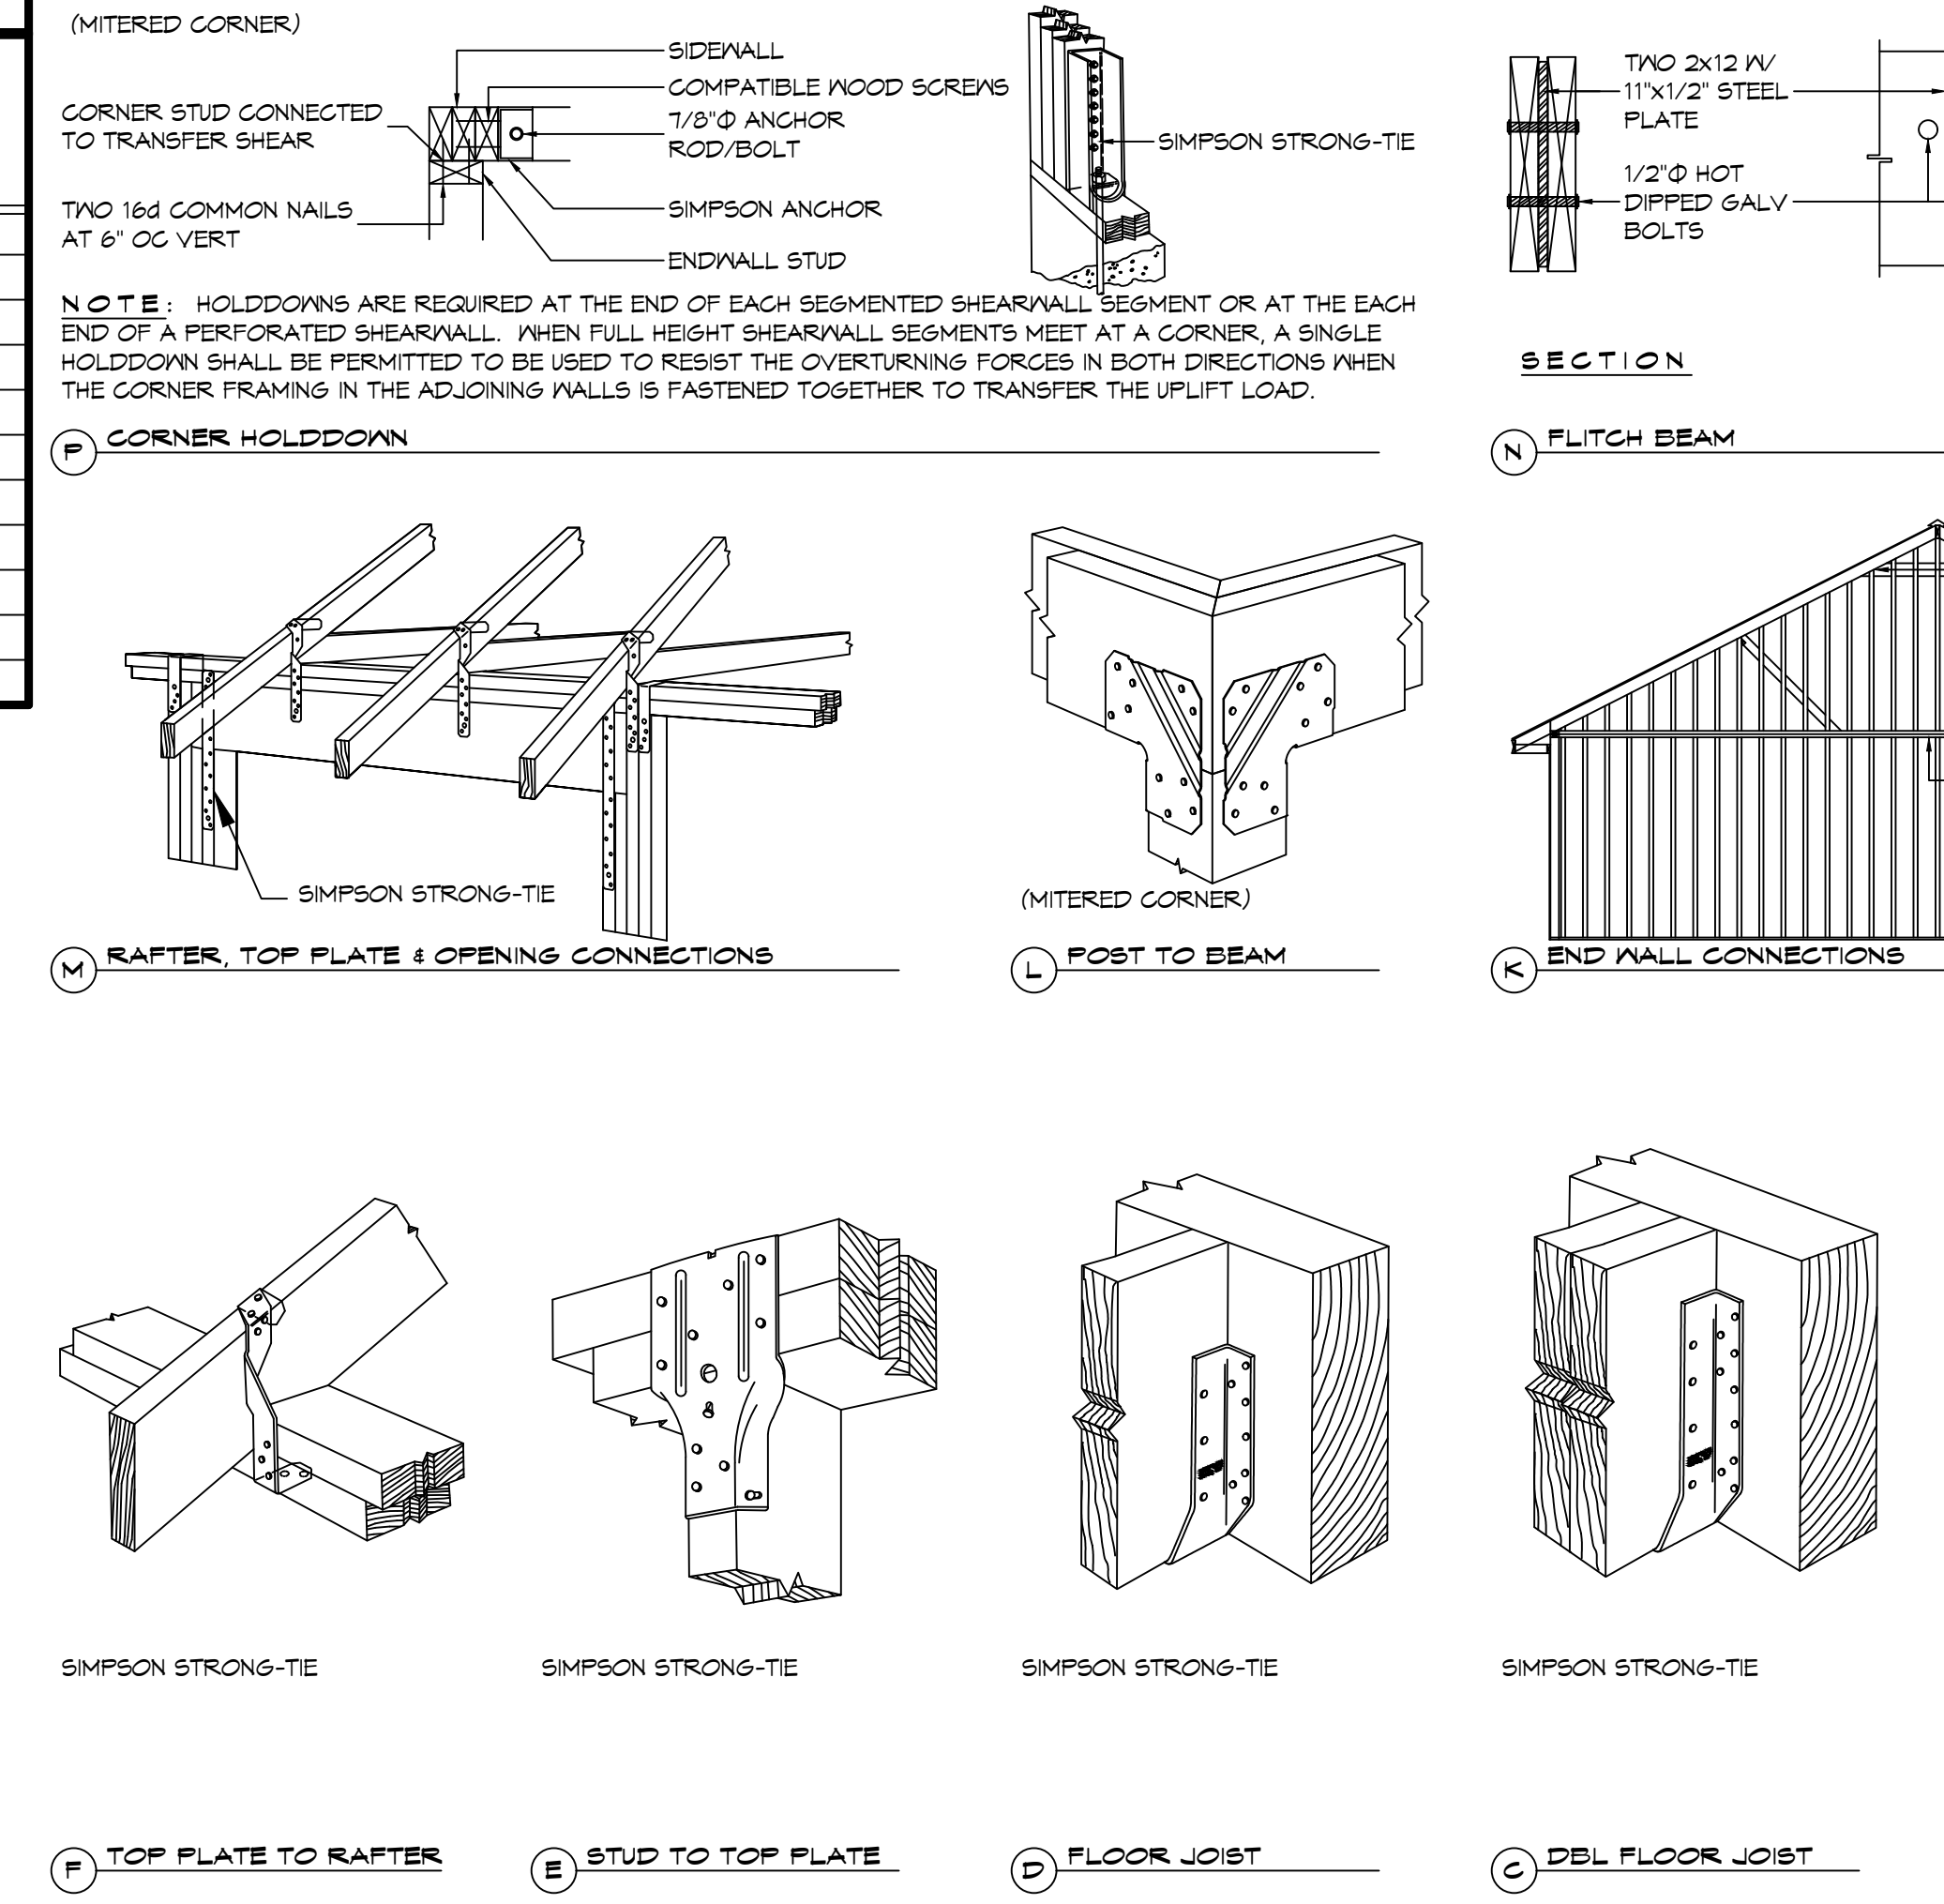 (MITERED CORNER)
SIDEWALL
COMPATIBLE WOOD SCREWS
7/8"Φ ANCHOR
ROD/BOLT
CORNER STUD CONNECTED
TO TRANSFER SHEAR
TWO 16d COMMON NAILS
AT 6" OC VERT
SIMPSON ANCHOR
ENDWALL STUD
SIMPSON STRONG-TIE
NOTE: HOLDDOWNS ARE REQUIRED AT THE END OF EACH SEGMENTED SHEARWALL SEGMENT OR AT THE EACH
END OF A PERFORATED SHEARWALL. WHEN FULL HEIGHT SHEARWALL SEGMENTS MEET AT A CORNER, A SINGLE
HOLDDOWN SHALL BE PERMITTED TO BE USED TO RESIST THE OVERTURNING FORCES IN BOTH DIRECTIONS WHEN
THE CORNER FRAMING IN THE ADJOINING WALLS IS FASTENED TOGETHER TO TRANSFER THE UPLIFT LOAD.
P CORNER HOLDDOWN
TWO 2x12 W/
11"x1/2" STEEL
PLATE
1/2"Φ HOT
DIPPED GALV
BOLTS
SECTION
N FLITCH BEAM
SIMPSON STRONG-TIE
M RAFTER, TOP PLATE & OPENING CONNECTIONS
(MITERED CORNER)
L POST TO BEAM
K END WALL CONNECTIONS
SIMPSON STRONG-TIE
F TOP PLATE TO RAFTER
SIMPSON STRONG-TIE
E STUD TO TOP PLATE
SIMPSON STRONG-TIE
D FLOOR JOIST
SIMPSON STRONG-TIE
C DBL FLOOR JOIST